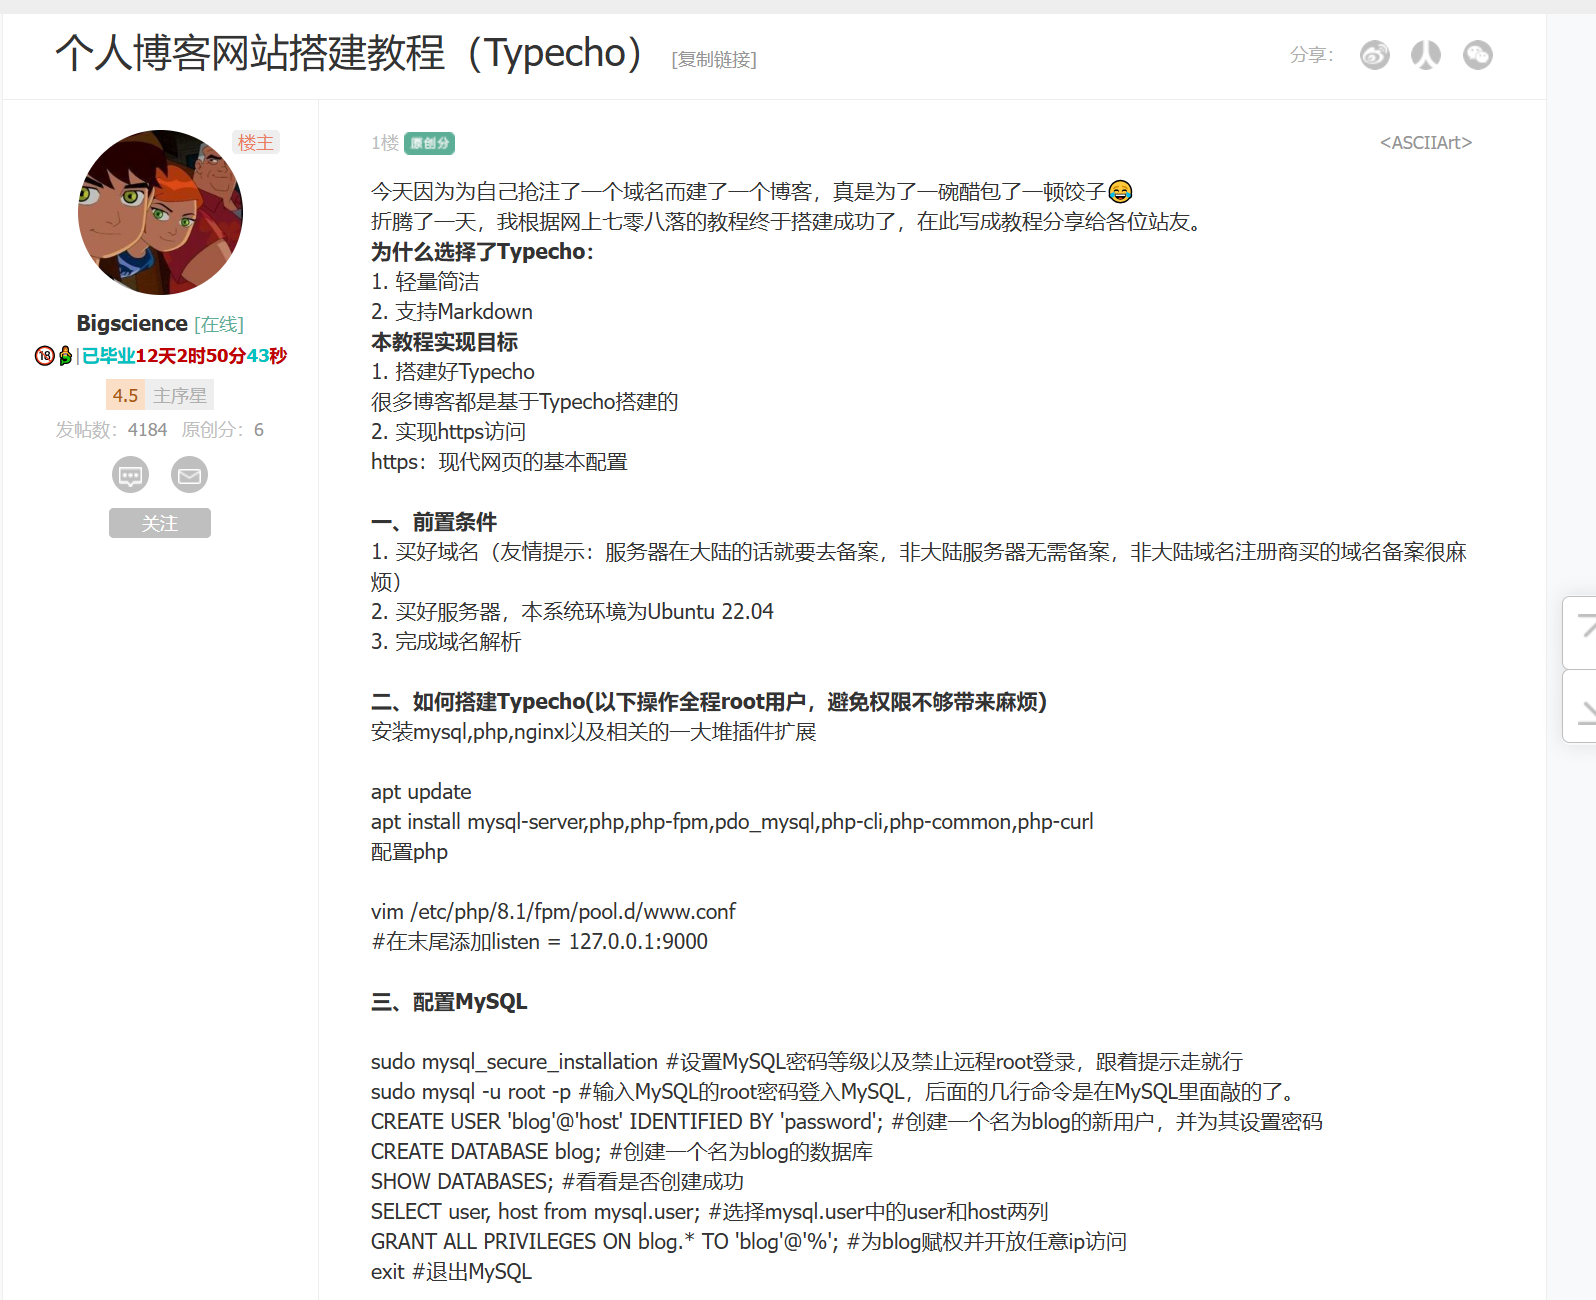 个人博客网站搭建教程（Typecho） [复制链接]
分享：
楼主
Bigscience [在线]
18 |已毕业12天2时50分43秒
4.5 主序星
发帖数：4184 原创分：6
关注
1楼 原创分 <ASCIIArt>
今天因为为自己抢注了一个域名而建了一个博客，真是为了一碗醋包了一顿饺子😂
折腾了一天，我根据网上七零八落的教程终于搭建成功了，在此写成教程分享给各位站友。
为什么选择了Typecho：
1. 轻量简洁
2. 支持Markdown
本教程实现目标
1. 搭建好Typecho
很多博客都是基于Typecho搭建的
2. 实现https访问
https：现代网页的基本配置
一、前置条件
1. 买好域名（友情提示：服务器在大陆的话就要去备案，非大陆服务器无需备案，非大陆域名注册商买的域名备案很麻
烦）
2. 买好服务器，本系统环境为Ubuntu 22.04
3. 完成域名解析
二、如何搭建Typecho(以下操作全程root用户，避免权限不够带来麻烦)
安装mysql,php,nginx以及相关的一大堆插件扩展
apt update
apt install mysql-server,php,php-fpm,pdo_mysql,php-cli,php-common,php-curl
配置php
vim /etc/php/8.1/fpm/pool.d/www.conf
#在末尾添加listen = 127.0.0.1:9000
三、配置MySQL
sudo mysql_secure_installation #设置MySQL密码等级以及禁止远程root登录，跟着提示走就行
sudo mysql -u root -p #输入MySQL的root密码登入MySQL，后面的几行命令是在MySQL里面敲的了。
CREATE USER 'blog'@'host' IDENTIFIED BY 'password'; #创建一个名为blog的新用户，并为其设置密码
CREATE DATABASE blog; #创建一个名为blog的数据库
SHOW DATABASES; #看看是否创建成功
SELECT user, host from mysql.user; #选择mysql.user中的user和host两列
GRANT ALL PRIVILEGES ON blog.* TO 'blog'@'%'; #为blog赋权并开放任意ip访问
exit #退出MySQL